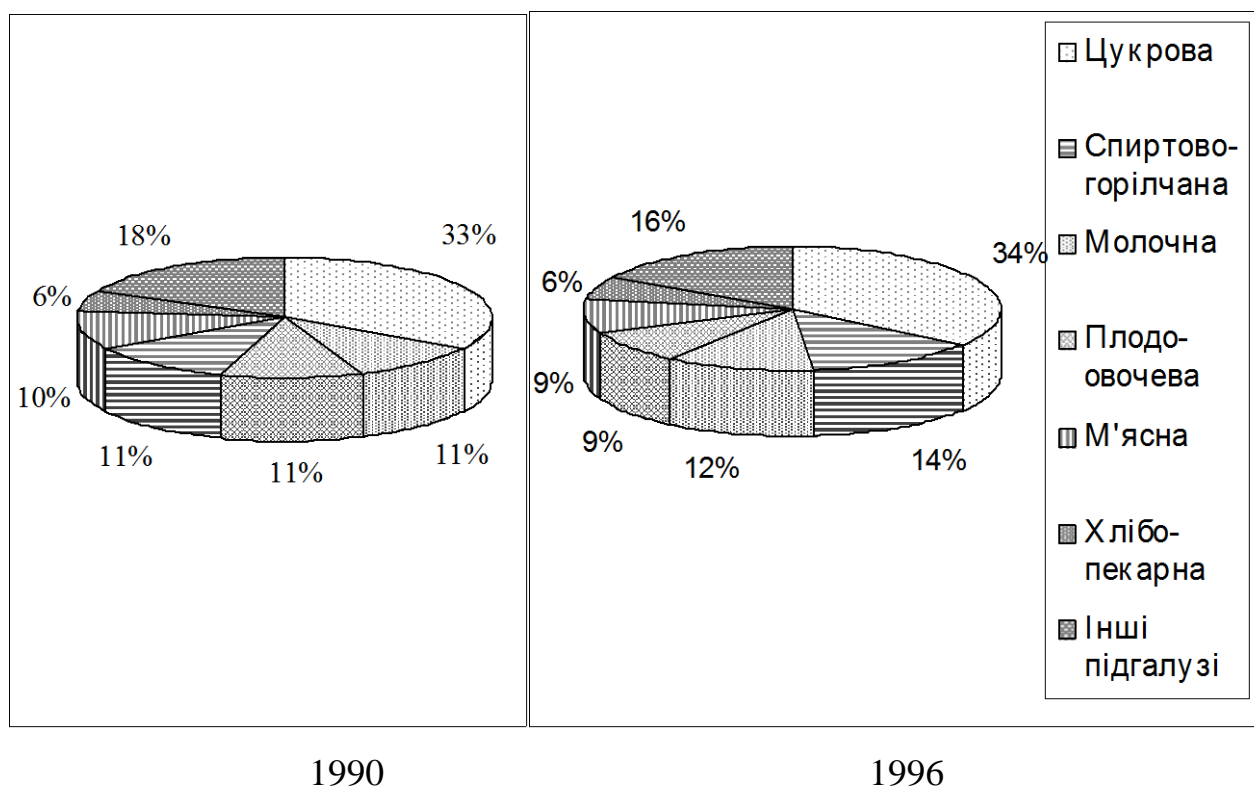 18%
33%
6%
10%
11%
11%
11%
16%
34%
6%
9%
9%
12%
14%
Цукрова
Спиртово-
горілчана
Молочна
Плодо-
овочева
М'ясна
Хлібо-
пекарна
Інші
підгалузі
1990
1996